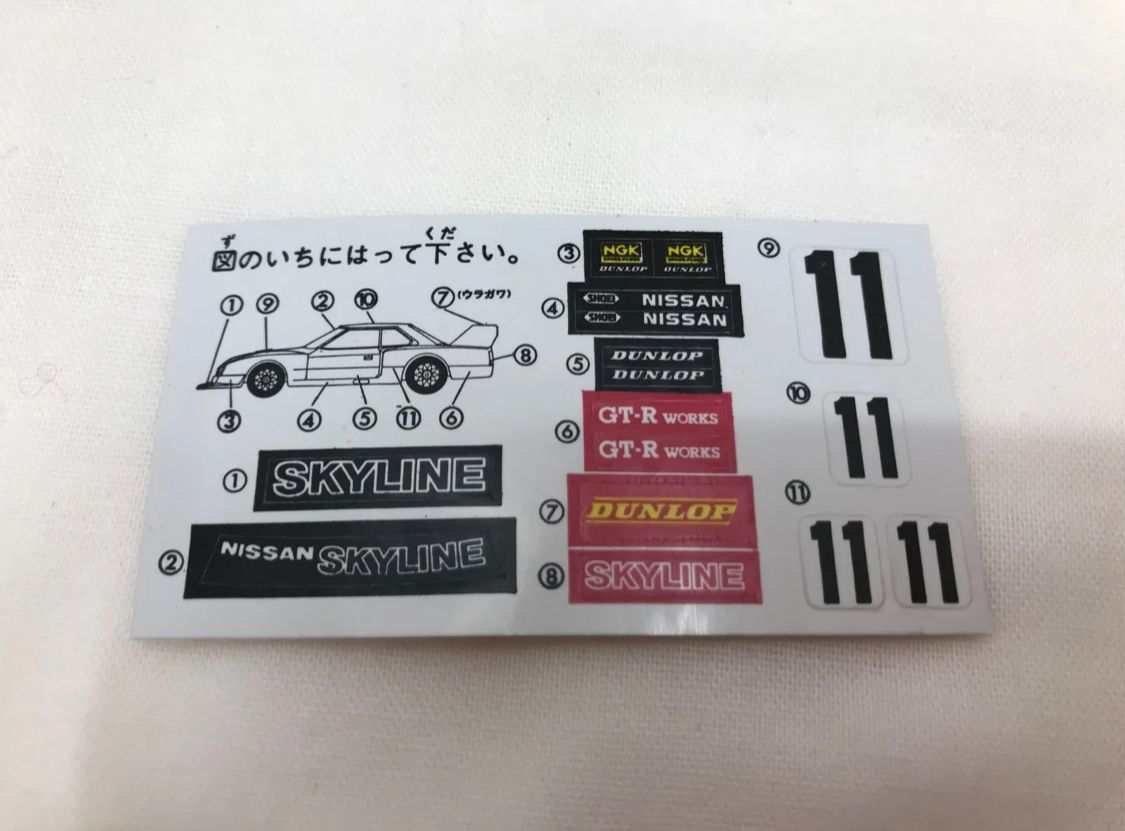 ず くだ
図のいちにはって下さい。
① ⑨ ② ⑩ ⑦(ウラガワ)
⑧
③ ④ ⑤ ⑪ ⑥
① SKYLINE
② NISSAN SKYLINE
③ NGK NGK
DUNLOP DUNLOP
④ SHOEI NISSAN
SHOEI NISSAN
⑤ DUNLOP
DUNLOP
⑥ GT-R WORKS
GT-R WORKS
⑦ DUNLOP
⑧ SKYLINE
⑨ 11
⑩ 11
⑪ 11 11